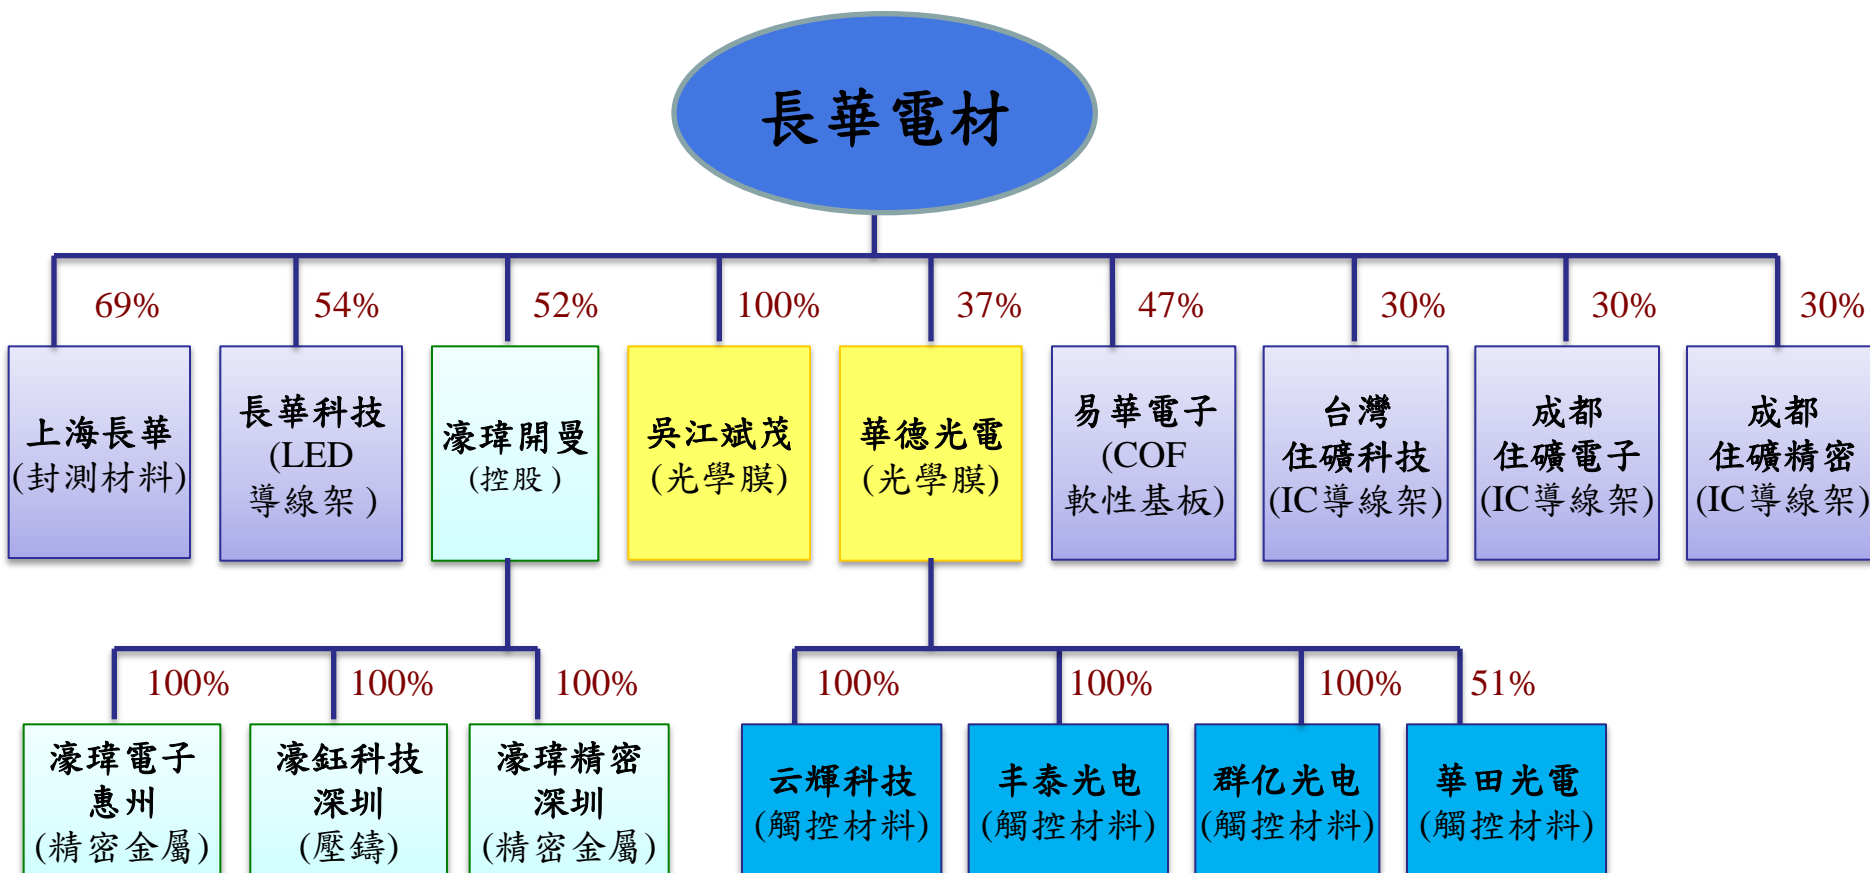 長華電材
69%
54%
52%
100%
37%
47%
30%
30%
30%
上海長華
(封測材料)
長華科技
(LED
導線架)
濠瑋開曼
(控股)
吳江斌茂
(光學膜)
華德光電
(光學膜)
易華電子
(COF
軟性基板)
台灣
住礦科技
(IC導線架)
成都
住礦電子
(IC導線架)
成都
住礦精密
(IC導線架)
100%
100%
100%
100%
100%
100%
51%
濠瑋電子
惠州
(精密金屬)
濠鈺科技
深圳
(壓鑄)
濠瑋精密
深圳
(精密金屬)
云輝科技
(觸控材料)
丰泰光电
(觸控材料)
群亿光电
(觸控材料)
華田光電
(觸控材料)